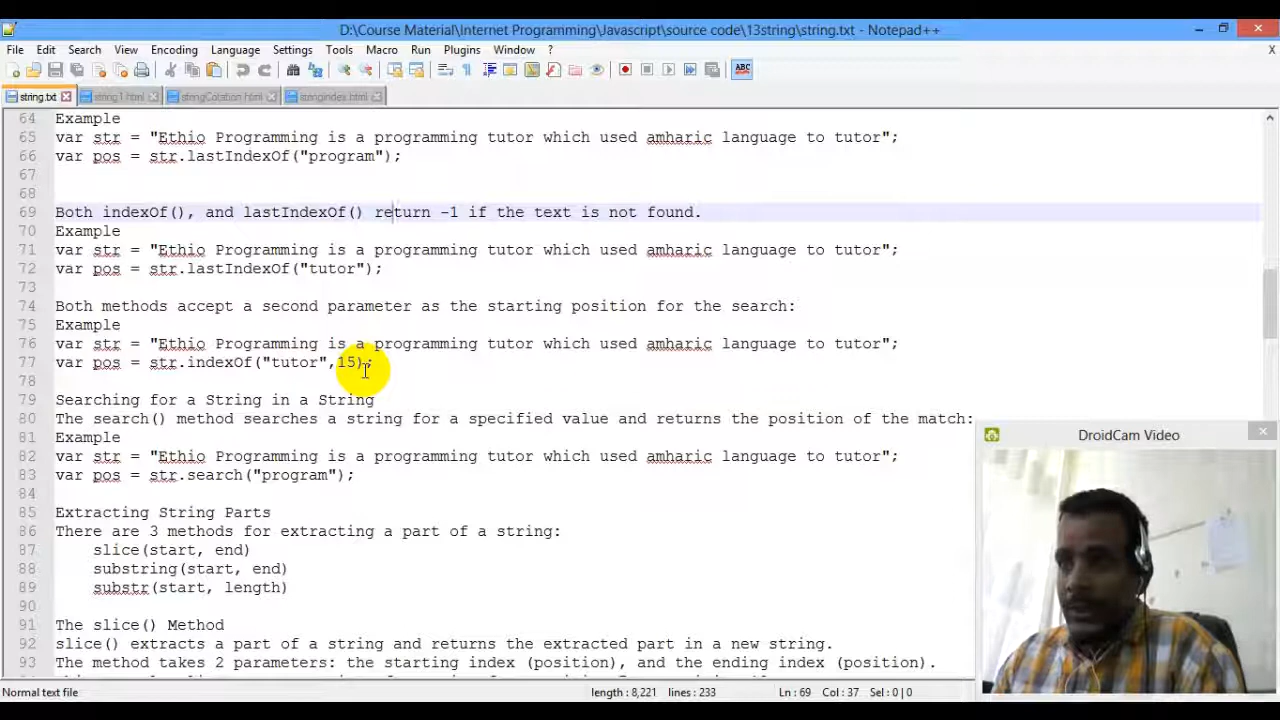 D:\Course Material\Internet Programming\Javascript\source code\13string\string.txt - Notepad++
File Edit Search View Encoding Language Settings Tools Macro Run Plugins Window ?
string.txt string1.html stringCotation.html stringindex.html
64 Example
65 var str = "Ethio Programming is a programming tutor which used amharic language to tutor";
66 var pos = str.lastIndexOf("program");
67
68
69 Both indexOf(), and lastIndexOf() return -1 if the text is not found.
70 Example
71 var str = "Ethio Programming is a programming tutor which used amharic language to tutor";
72 var pos = str.lastIndexOf("tutor");
73
74 Both methods accept a second parameter as the starting position for the search:
75 Example
76 var str = "Ethio Programming is a programming tutor which used amharic language to tutor";
77 var pos = str.indexOf("tutor",15);
78
79 Searching for a String in a String
80 The search() method searches a string for a specified value and returns the position of the match:
81 Example
82 var str = "Ethio Programming is a programming tutor which used amharic language to tutor";
83 var pos = str.search("program");
84
85 Extracting String Parts
86 There are 3 methods for extracting a part of a string:
87 slice(start, end)
88 substring(start, end)
89 substr(start, length)
90
91 The slice() Method
92 slice() extracts a part of a string and returns the extracted part in a new string.
93 The method takes 2 parameters: the starting index (position), and the ending index (position).
DroidCam Video
Normal text file length : 8,221 lines : 233 Ln : 69 Col : 37 Sel : 0 | 0